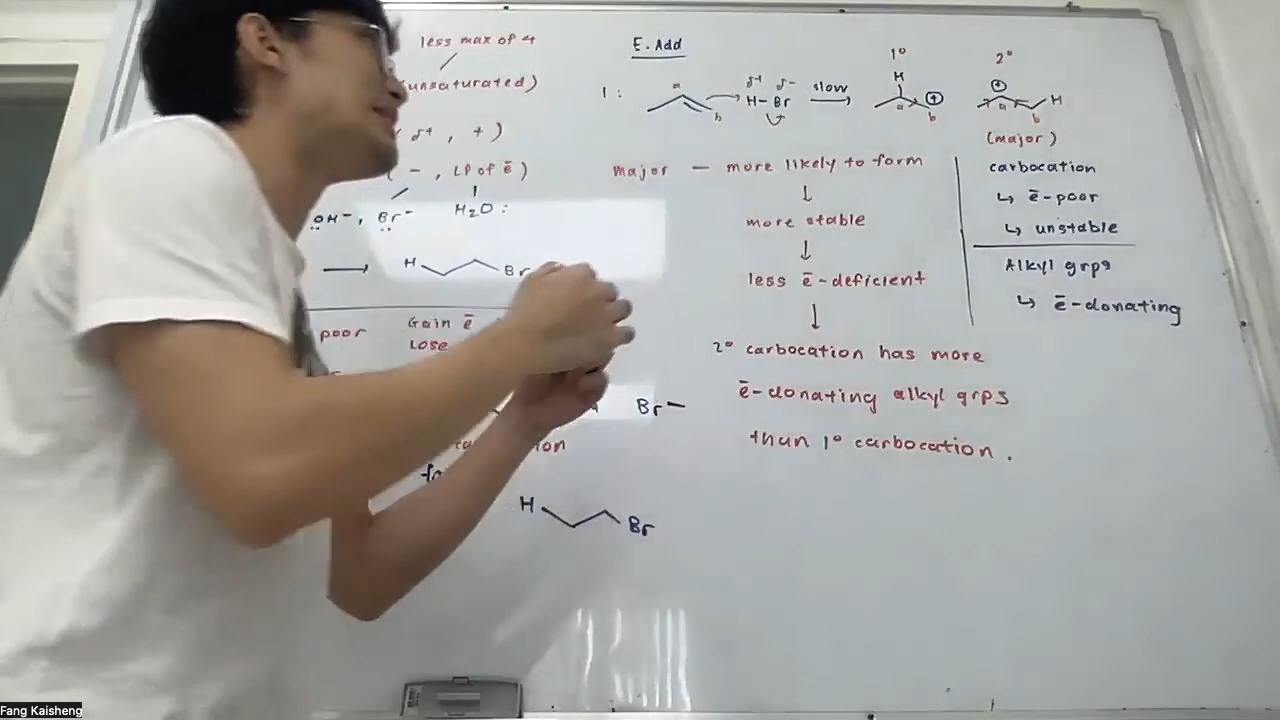 less max of 4
(unsaturated)
δ+ , +)
- , LP of ē)
OH-, Br- H₂O:
H Br
poor Gain ē
Lose
Br-
H Br
E. Add
1: a b δ+ δ- H-Br slow 1° H a ⊕ b 2° ⊕ a b H
(major)
major - more likely to form
↓
more stable
↓
less ē-deficient
↓
2° carbocation has more
ē-donating alkyl grps
than 1° carbocation.
carbocation
↳ ē-poor
↳ unstable
Alkyl grps
↳ ē-donating
Fang Kaisheng